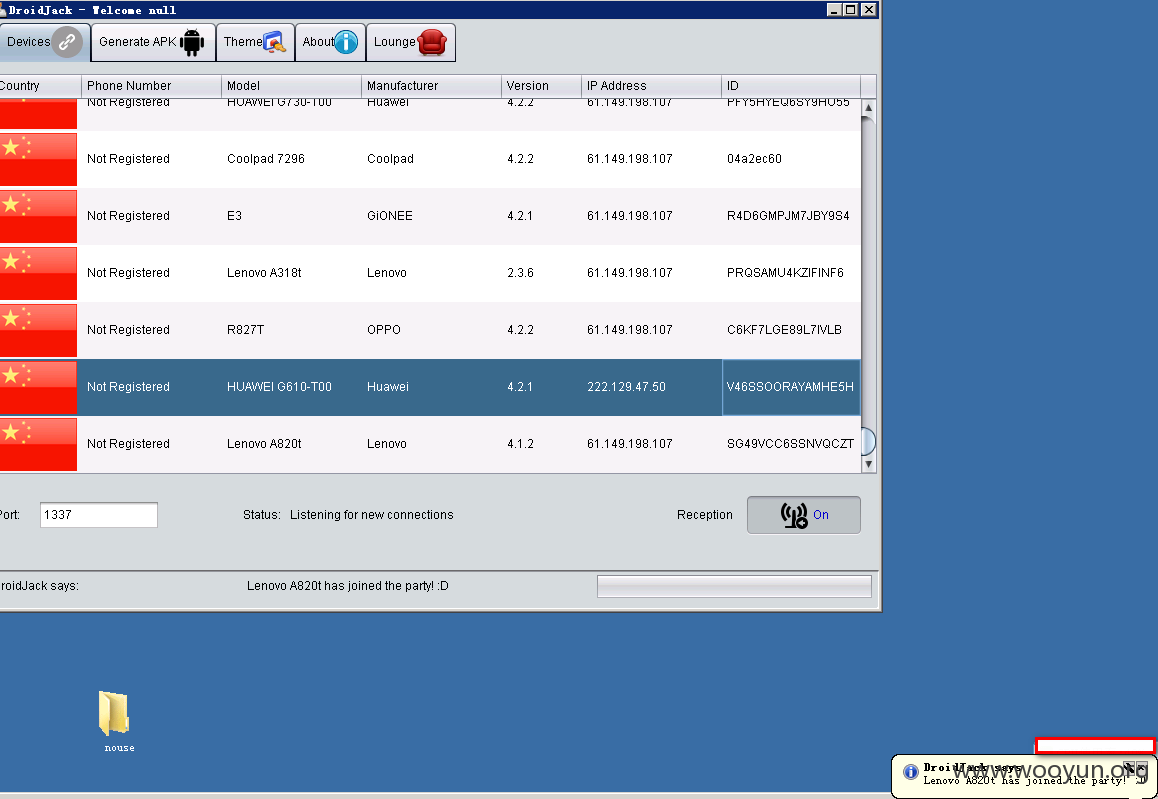 DroidJack - Welcome null
Devices Generate APK Theme About Lounge
Country Phone Number Model Manufacturer Version IP Address ID
Not Registered HUAWEI G730-T00 Huawei 4.2.2 61.149.198.107 PFY5HYEQ6SY9HU55
Not Registered Coolpad 7296 Coolpad 4.2.2 61.149.198.107 04a2ec60
Not Registered E3 GiONEE 4.2.1 61.149.198.107 R4D6GMPJM7JBY9S4
Not Registered Lenovo A318t Lenovo 2.3.6 61.149.198.107 PRQSAMU4KZIFINF6
Not Registered R827T OPPO 4.2.2 61.149.198.107 C6KF7LGE89L7IVLB
Not Registered HUAWEI G610-T00 Huawei 4.2.1 222.129.47.50 V46SSOORAYAMHE5H
Not Registered Lenovo A820t Lenovo 4.1.2 61.149.198.107 SG49VCC6SSNVQCZT
Port: 1337 Status: Listening for new connections Reception On
roidJack says: Lenovo A820t has joined the party! :D
nouse
DroidJack says
www.wooyun.org
Lenovo A820t has joined the party! :D